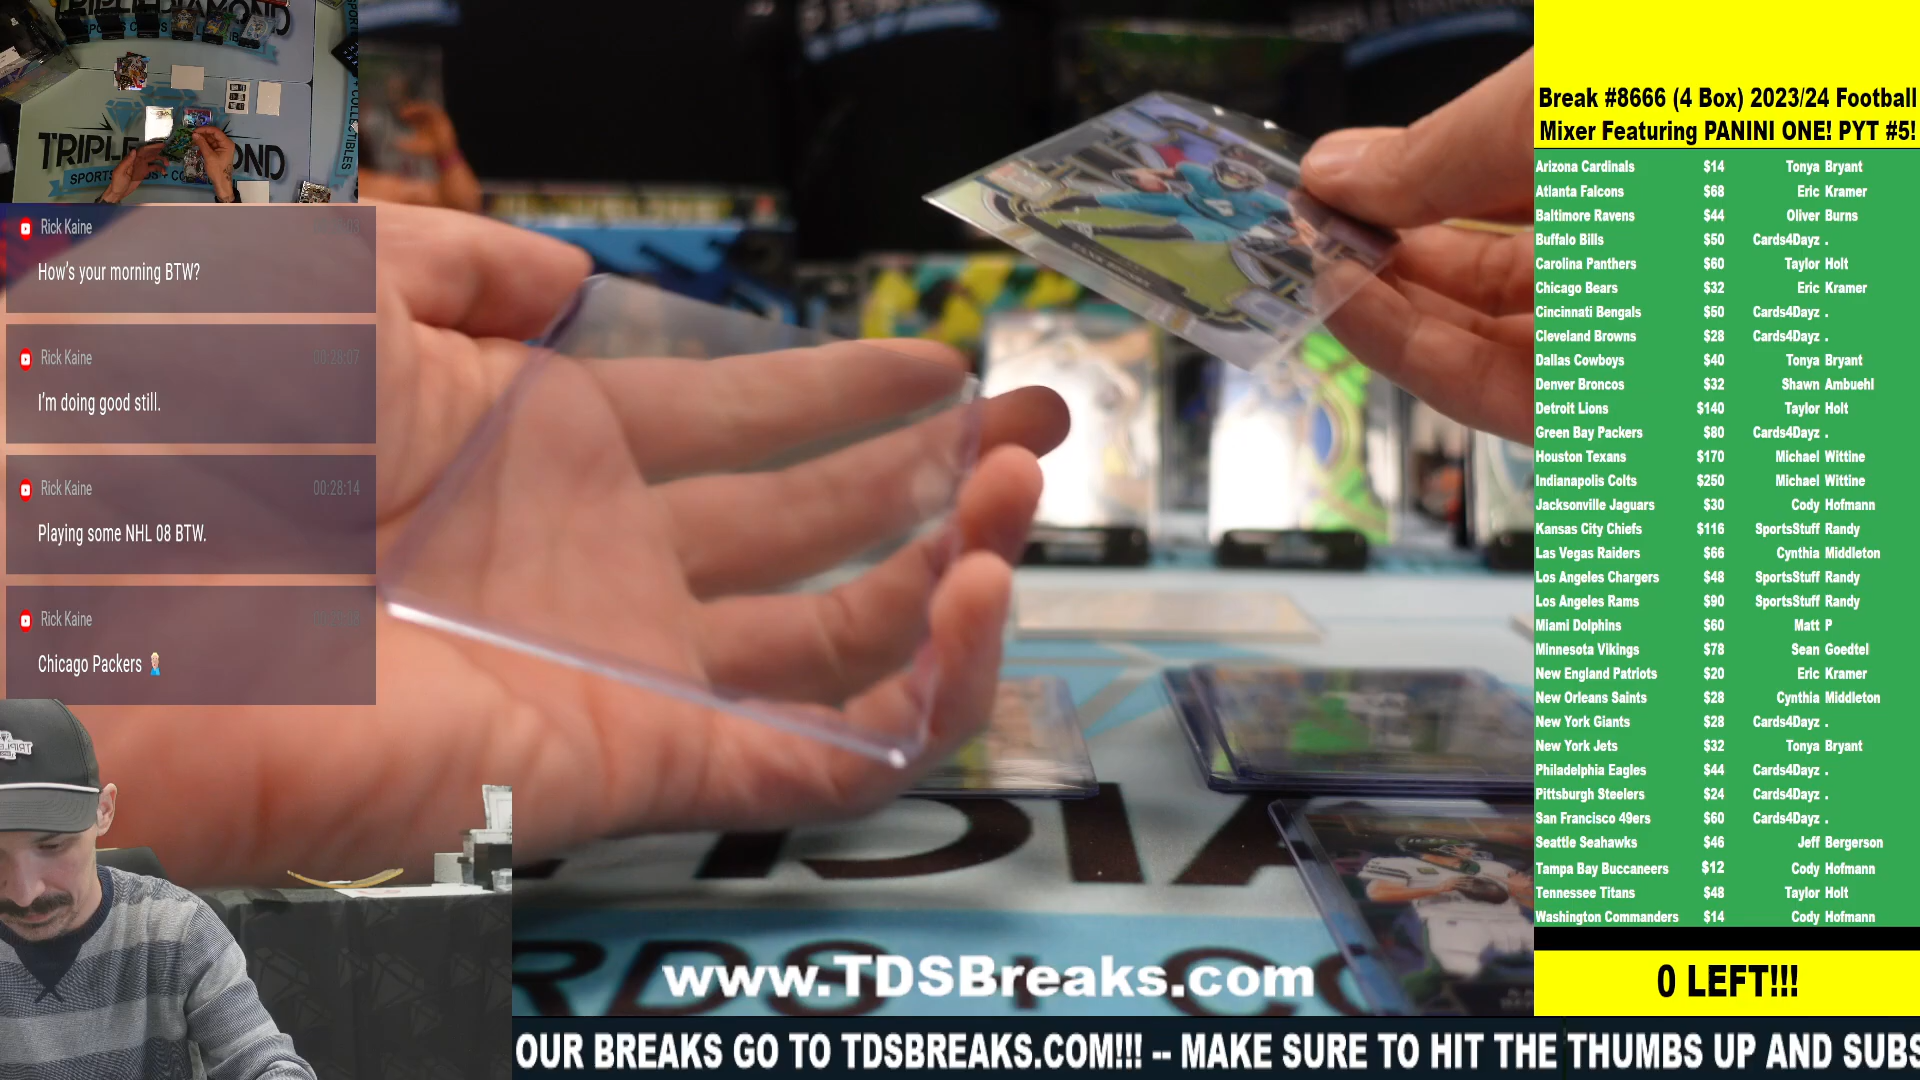 TRIPLE DIAMOND
SPORTS CARDS + CO
Rick Kaine
How's your morning BTW?
Rick Kaine 00:28:07
I'm doing good still.
Rick Kaine 00:28:14
Playing some NHL 08 BTW.
Rick Kaine
Chicago Packers 🤦🏼‍♂️
Break #8666 (4 Box) 2023/24 Football
Mixer Featuring PANINI ONE! PYT #5!
Arizona Cardinals $14 Tonya Bryant
Atlanta Falcons $68 Eric Kramer
Baltimore Ravens $44 Oliver Burns
Buffalo Bills $50 Cards4Dayz .
Carolina Panthers $60 Taylor Holt
Chicago Bears $32 Eric Kramer
Cincinnati Bengals $50 Cards4Dayz .
Cleveland Browns $28 Cards4Dayz .
Dallas Cowboys $40 Tonya Bryant
Denver Broncos $32 Shawn Ambuehl
Detroit Lions $140 Taylor Holt
Green Bay Packers $80 Cards4Dayz .
Houston Texans $170 Michael Wittine
Indianapolis Colts $250 Michael Wittine
Jacksonville Jaguars $30 Cody Hofmann
Kansas City Chiefs $116 SportsStuff Randy
Las Vegas Raiders $66 Cynthia Middleton
Los Angeles Chargers $48 SportsStuff Randy
Los Angeles Rams $90 SportsStuff Randy
Miami Dolphins $60 Matt P
Minnesota Vikings $78 Sean Goedtel
New England Patriots $20 Eric Kramer
New Orleans Saints $28 Cynthia Middleton
New York Giants $28 Cards4Dayz .
New York Jets $32 Tonya Bryant
Philadelphia Eagles $44 Cards4Dayz .
Pittsburgh Steelers $24 Cards4Dayz .
San Francisco 49ers $60 Cards4Dayz .
Seattle Seahawks $46 Jeff Bergerson
Tampa Bay Buccaneers $12 Cody Hofmann
Tennessee Titans $48 Taylor Holt
Washington Commanders $14 Cody Hofmann
0 LEFT!!!
www.TDSBreaks.com
OUR BREAKS GO TO TDSBREAKS.COM!!! -- MAKE SURE TO HIT THE THUMBS UP AND SUBS